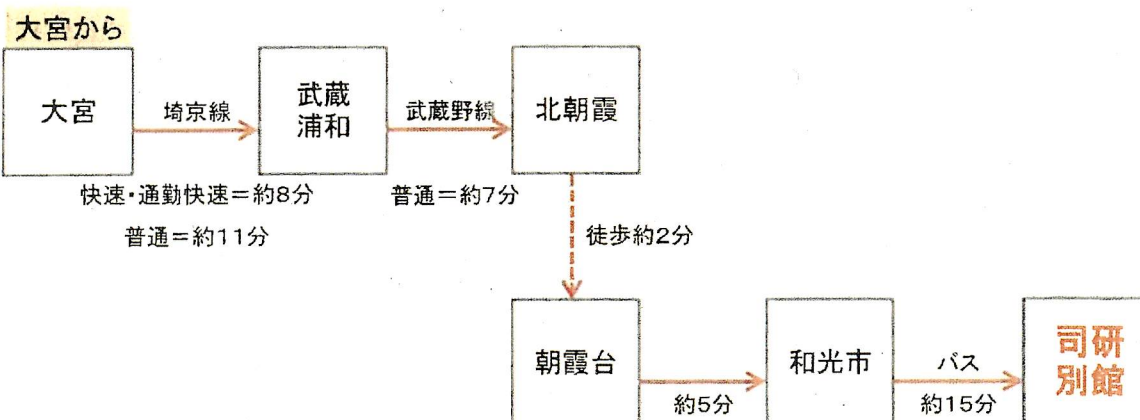 大宮から
大宮
埼京線
武蔵
浦和
武蔵野線
北朝霞
快速・通勤快速=約8分
普通=約11分
普通=約7分
徒歩約2分
朝霞台
約5分
和光市
バス
約15分
司研
別館